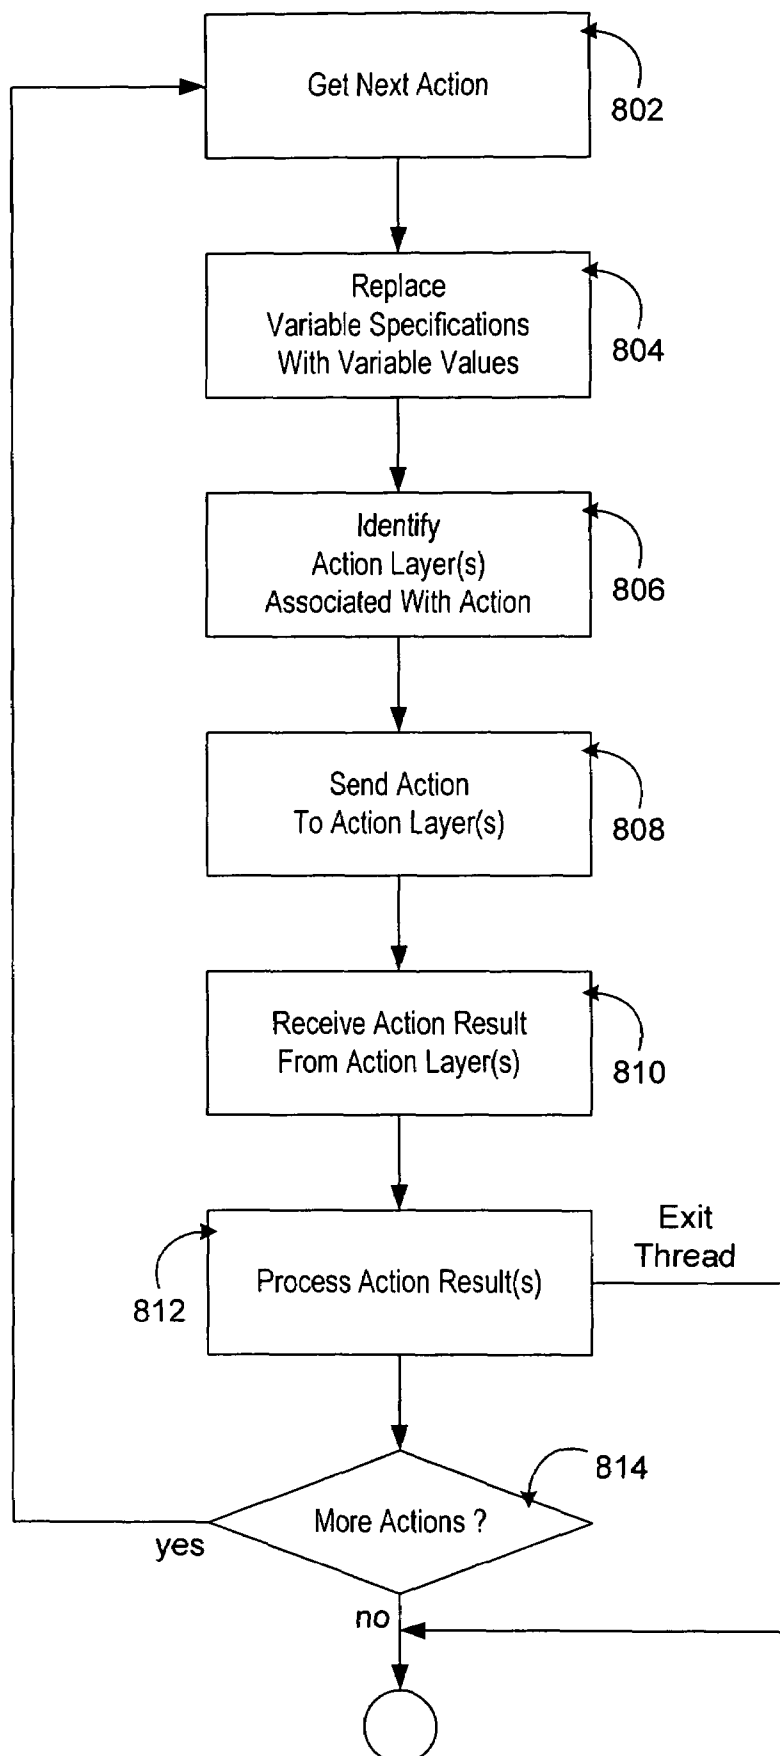 Get Next Action
802
Replace
Variable Specifications
With Variable Values
804
Identify
Action Layer(s)
Associated With Action
806
Send Action
To Action Layer(s)
808
Receive Action Result
From Action Layer(s)
810
Exit
Thread
Process Action Result(s)
812
814
More Actions ?
yes
no